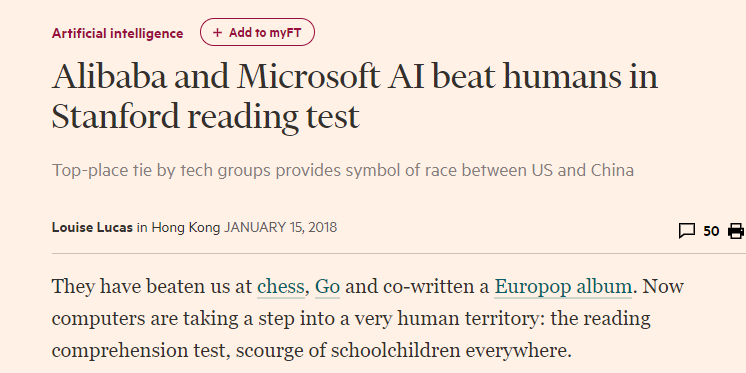 Artificial intelligence + Add to myFT
Alibaba and Microsoft AI beat humans in
Stanford reading test
Top-place tie by tech groups provides symbol of race between US and China
Louise Lucas in Hong Kong JANUARY 15, 2018 50
They have beaten us at chess, Go and co-written a Europop album. Now
computers are taking a step into a very human territory: the reading
comprehension test, scourge of schoolchildren everywhere.